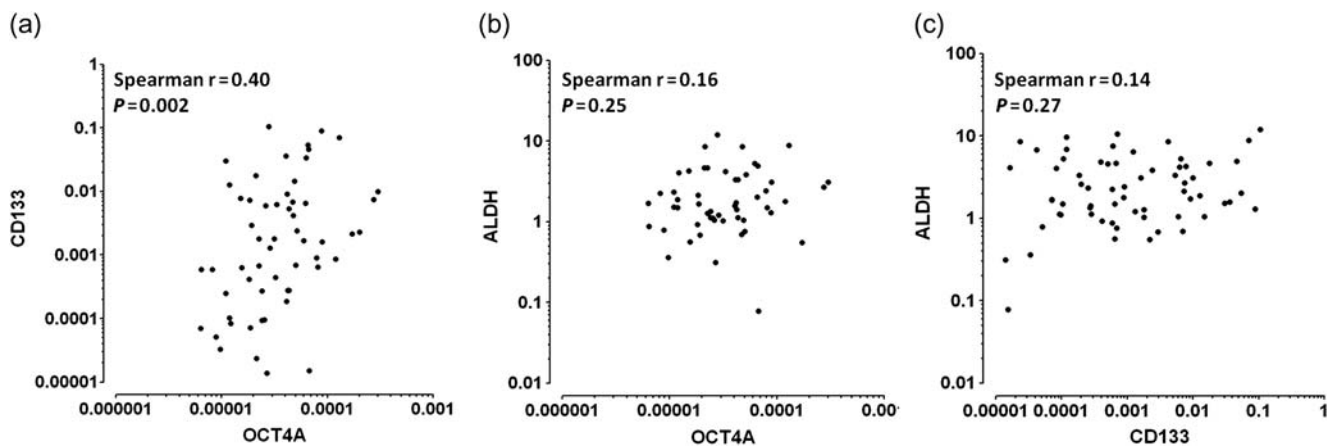 (a)
Spearman r=0.40
P=0.002
CD133
1
0.1
0.01
0.001
0.0001
0.00001
0.000001
0.00001
0.0001
0.001
OCT4A
(b)
Spearman r=0.16
P=0.25
ALDH
100
10
1
0.1
0.01
0.000001
0.00001
0.0001
OCT4A
(c)
Spearman r=0.14
P=0.27
ALDH
100
10
1
0.1
0.01
0.00001
0.0001
0.001
0.01
0.1
1
CD133